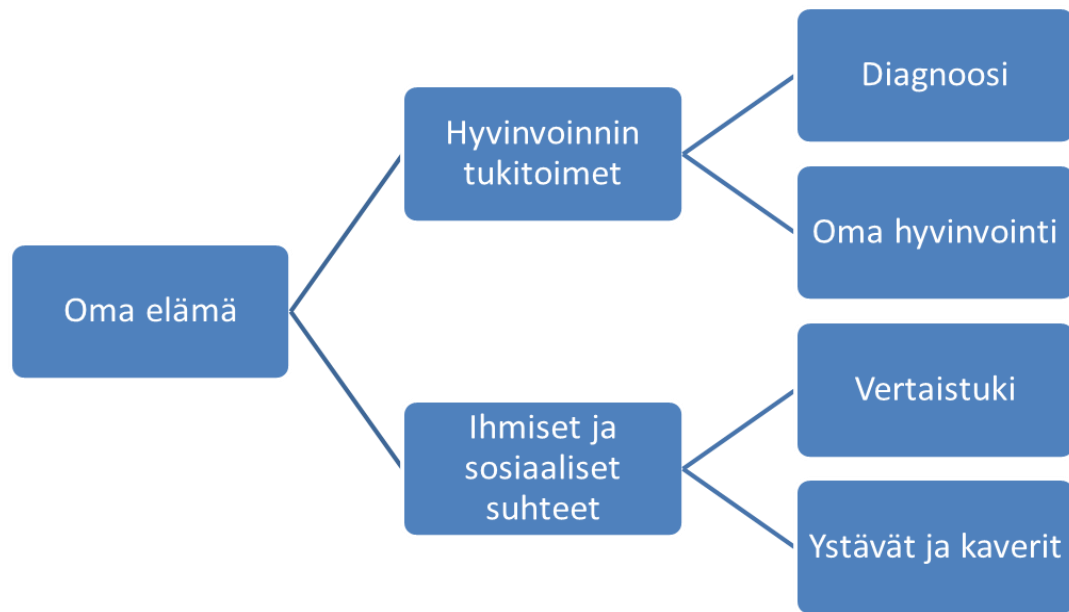 Oma elämä
Hyvinvoinnin
tukitoimet
Diagnoosi
Oma hyvinvointi
Ihmiset ja
sosiaaliset
suhteet
Vertaistuki
Ystävät ja kaverit